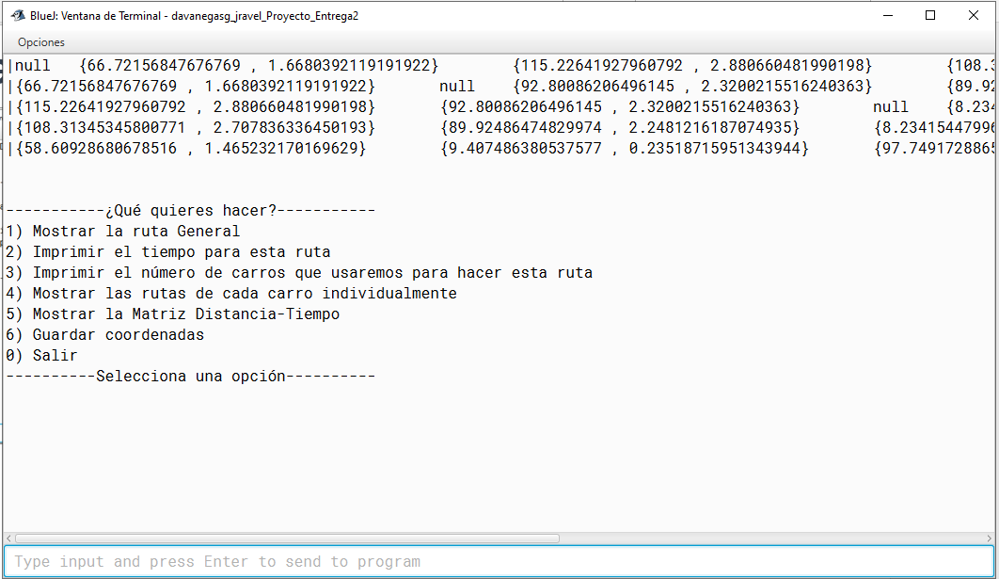 BlueJ: Ventana de Terminal - davanegasg_jravel_Proyecto_Entrega2
Opciones
|null {66.72156847676769 , 1.6680392119191922} {115.22641927960792 , 2.880660481990198} {108.3
|{66.72156847676769 , 1.6680392119191922} null {92.80086206496145 , 2.3200215516240363} {89.92
|{115.22641927960792 , 2.880660481990198} {92.80086206496145 , 2.3200215516240363} null {8.234
|{108.31345345800771 , 2.707836336450193} {89.92486474829974 , 2.2481216187074935} {8.23415447996
|{58.60928680678516 , 1.465232170169629} {9.407486380537577 , 0.23518715951343944} {97.7491728865
-----------¿Qué quieres hacer?-----------
1) Mostrar la ruta General
2) Imprimir el tiempo para esta ruta
3) Imprimir el número de carros que usaremos para hacer esta ruta
4) Mostrar las rutas de cada carro individualmente
5) Mostrar la Matriz Distancia-Tiempo
6) Guardar coordenadas
0) Salir
----------Selecciona una opción----------
Type input and press Enter to send to program